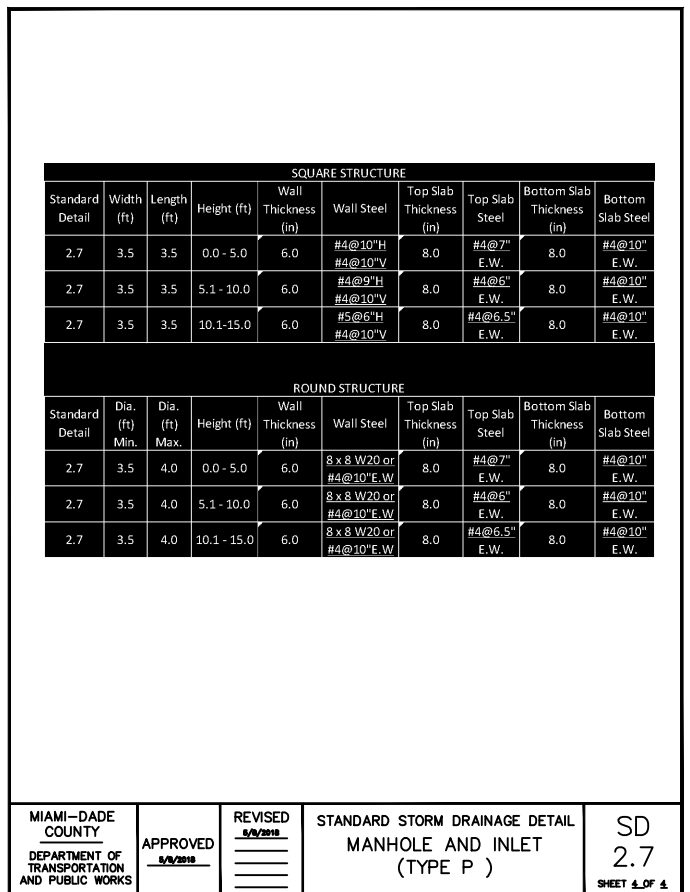 SQUARE STRUCTURE
Standard Detail Width (ft) Length (ft) Height (ft) Wall Thickness (in) Wall Steel Top Slab Thickness (in) Top Slab Steel Bottom Slab Thickness (in) Bottom Slab Steel
2.7 3.5 3.5 0.0 - 5.0 6.0 #4@10"H #4@10"V 8.0 #4@7" E.W. 8.0 #4@10" E.W.
2.7 3.5 3.5 5.1 - 10.0 6.0 #4@9"H #4@10"V 8.0 #4@6" E.W. 8.0 #4@10" E.W.
2.7 3.5 3.5 10.1-15.0 6.0 #5@6"H #4@10"V 8.0 #4@6.5" E.W. 8.0 #4@10" E.W.
ROUND STRUCTURE
Standard Detail Dia. (ft) Min. Dia. (ft) Max. Height (ft) Wall Thickness (in) Wall Steel Top Slab Thickness (in) Top Slab Steel Bottom Slab Thickness (in) Bottom Slab Steel
2.7 3.5 4.0 0.0 - 5.0 6.0 8 x 8 W20 or #4@10"E.W 8.0 #4@7" E.W. 8.0 #4@10" E.W.
2.7 3.5 4.0 5.1 - 10.0 6.0 8 x 8 W20 or #4@10"E.W 8.0 #4@6" E.W. 8.0 #4@10" E.W.
2.7 3.5 4.0 10.1 - 15.0 6.0 8 x 8 W20 or #4@10"E.W 8.0 #4@6.5" E.W. 8.0 #4@10" E.W.
MIAMI-DADE
COUNTY
DEPARTMENT OF
TRANSPORTATION
AND PUBLIC WORKS
APPROVED
REVISED
STANDARD STORM DRAINAGE DETAIL
MANHOLE AND INLET
(TYPE P )
SD
2.7
SHEET 4 OF 4